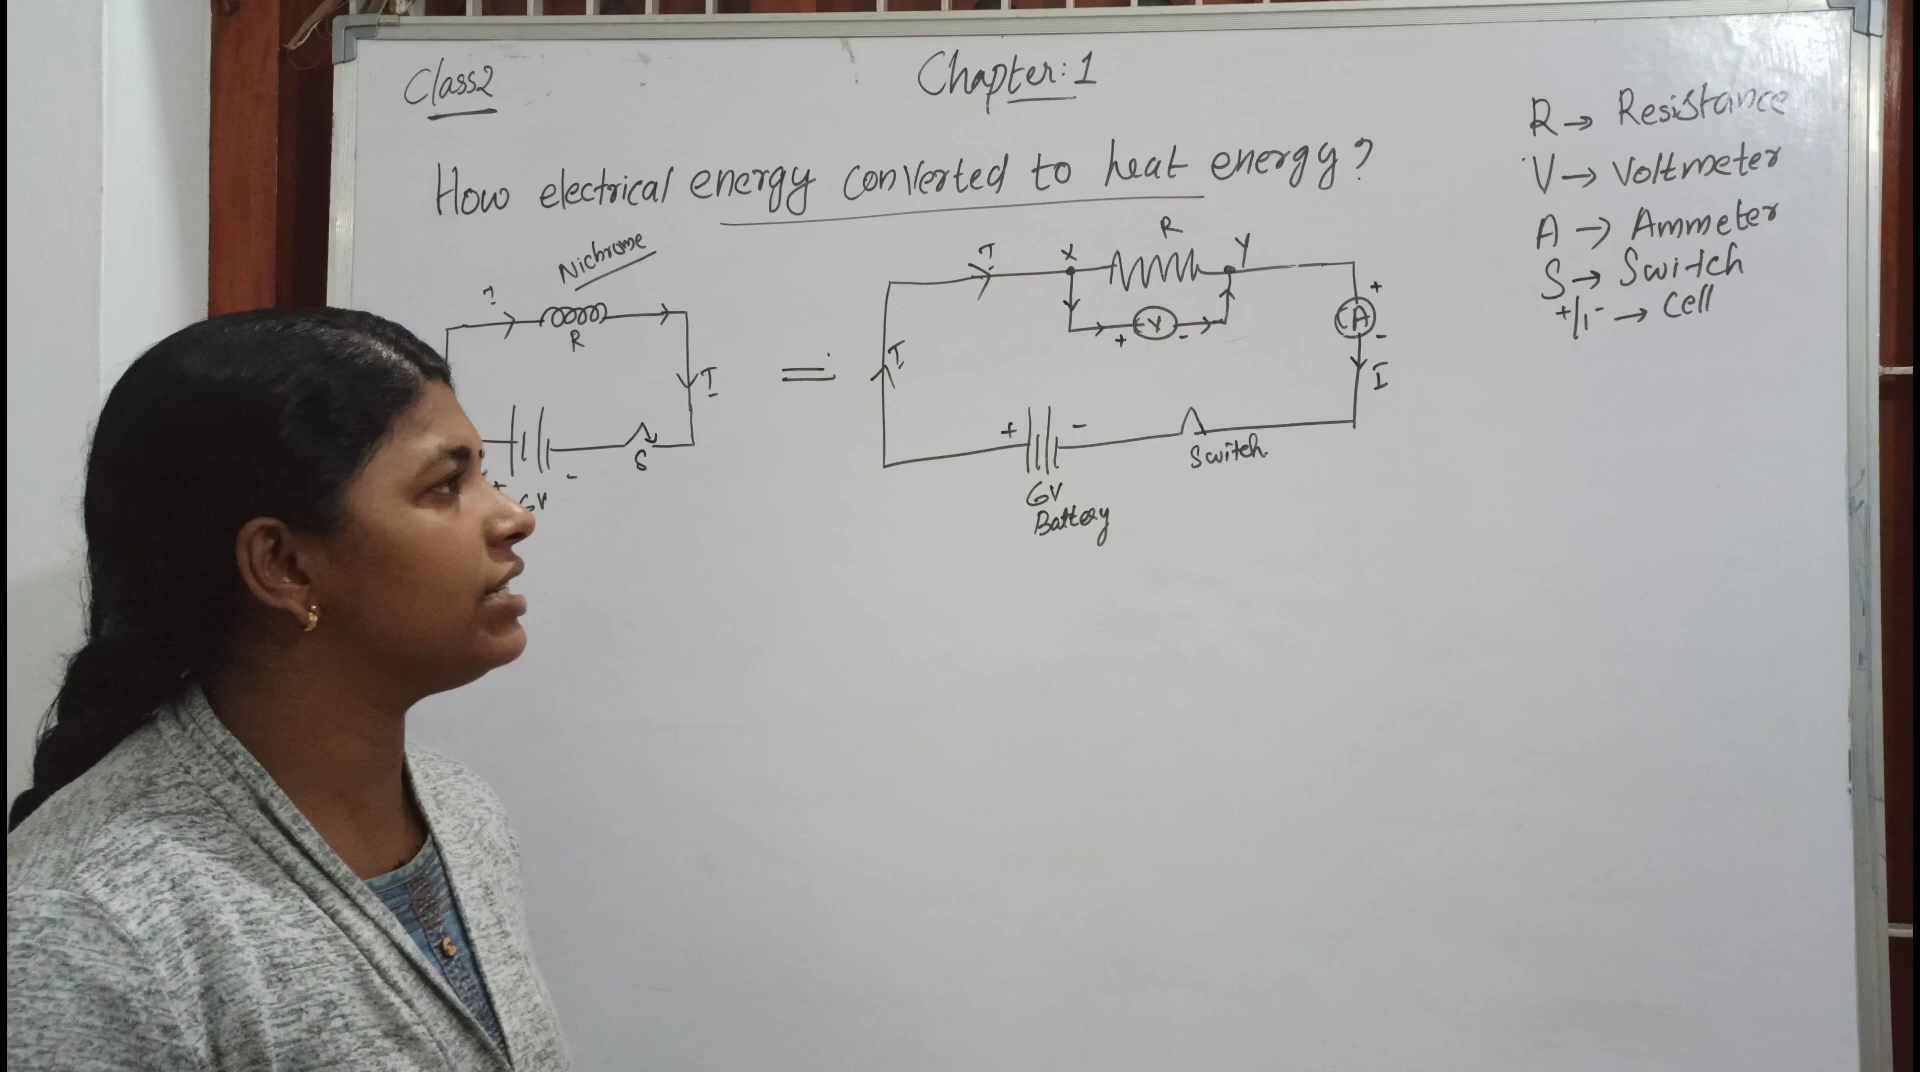 Class2
Chapter: 1
How electrical energy converted to heat energy?
Nichrome
I
R
I
S
+
-
6V
=
I
X
R
Y
I
+
V
-
+
A
-
I
+
-
Switch
6V
Battery
R → Resistance
V → Voltmeter
A → Ammeter
S → Switch
+/- → Cell